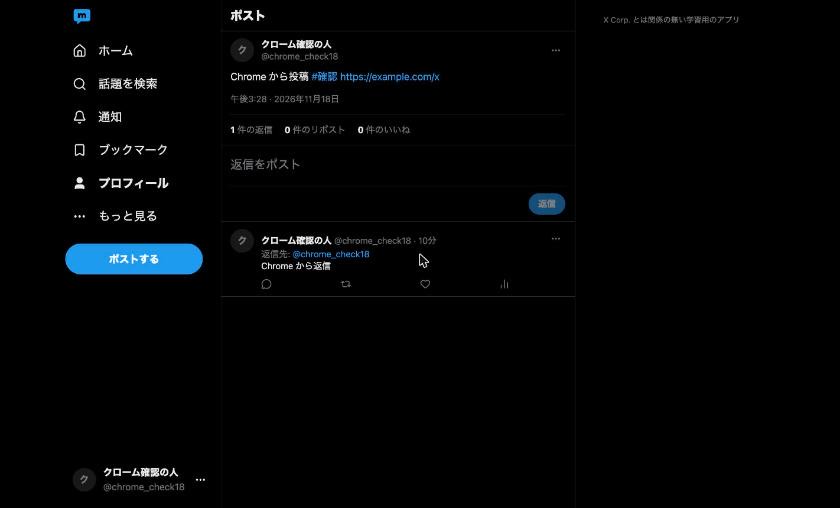 m
ホーム
話題を検索
通知
ブックマーク
プロフィール
もっと見る
ポストする
ク
クローム確認の人
@chrome_check18
ポスト
ク
クローム確認の人
@chrome_check18
Chrome から投稿 #確認 https://example.com/x
午後3:28 · 2026年11月18日
1 件の返信 0 件のリポスト 0 件のいいね
返信をポスト
返信
ク
クローム確認の人 @chrome_check18 · 10分
返信先: @chrome_check18
Chrome から返信
X Corp. とは関係の無い学習用のアプリ